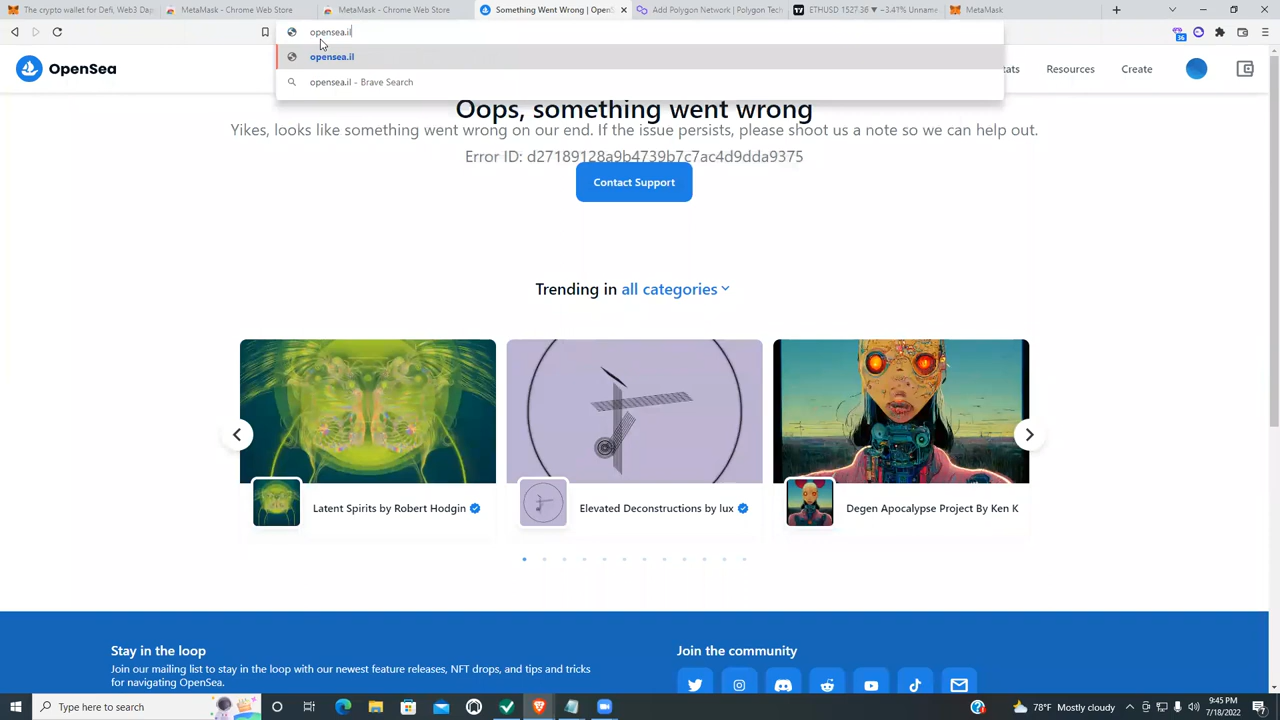 The crypto wallet for Defi, Web3 Dap
MetaMask - Chrome Web Store
MetaMask - Chrome Web Store
Something Went Wrong | Open
Add Polygon Network | Polygon Tech
ETHUSD 1527.36 ▼ −3.41% Unname
MetaMask
opensea.il
36
opensea.il
opensea.il - Brave Search
OpenSea
tats
Resources
Create
Oops, something went wrong
Yikes, looks like something went wrong on our end. If the issue persists, please shoot us a note so we can help out.
Error ID: d27189128a9b4739b7c7ac4d9dda9375
Contact Support
Trending in all categories
Latent Spirits by Robert Hodgin
Elevated Deconstructions by lux
Degen Apocalypse Project By Ken K
Stay in the loop
Join our mailing list to stay in the loop with our newest feature releases, NFT drops, and tips and tricks
for navigating OpenSea.
Join the community
Type here to search
78°F Mostly cloudy
9:45 PM
7/18/2022